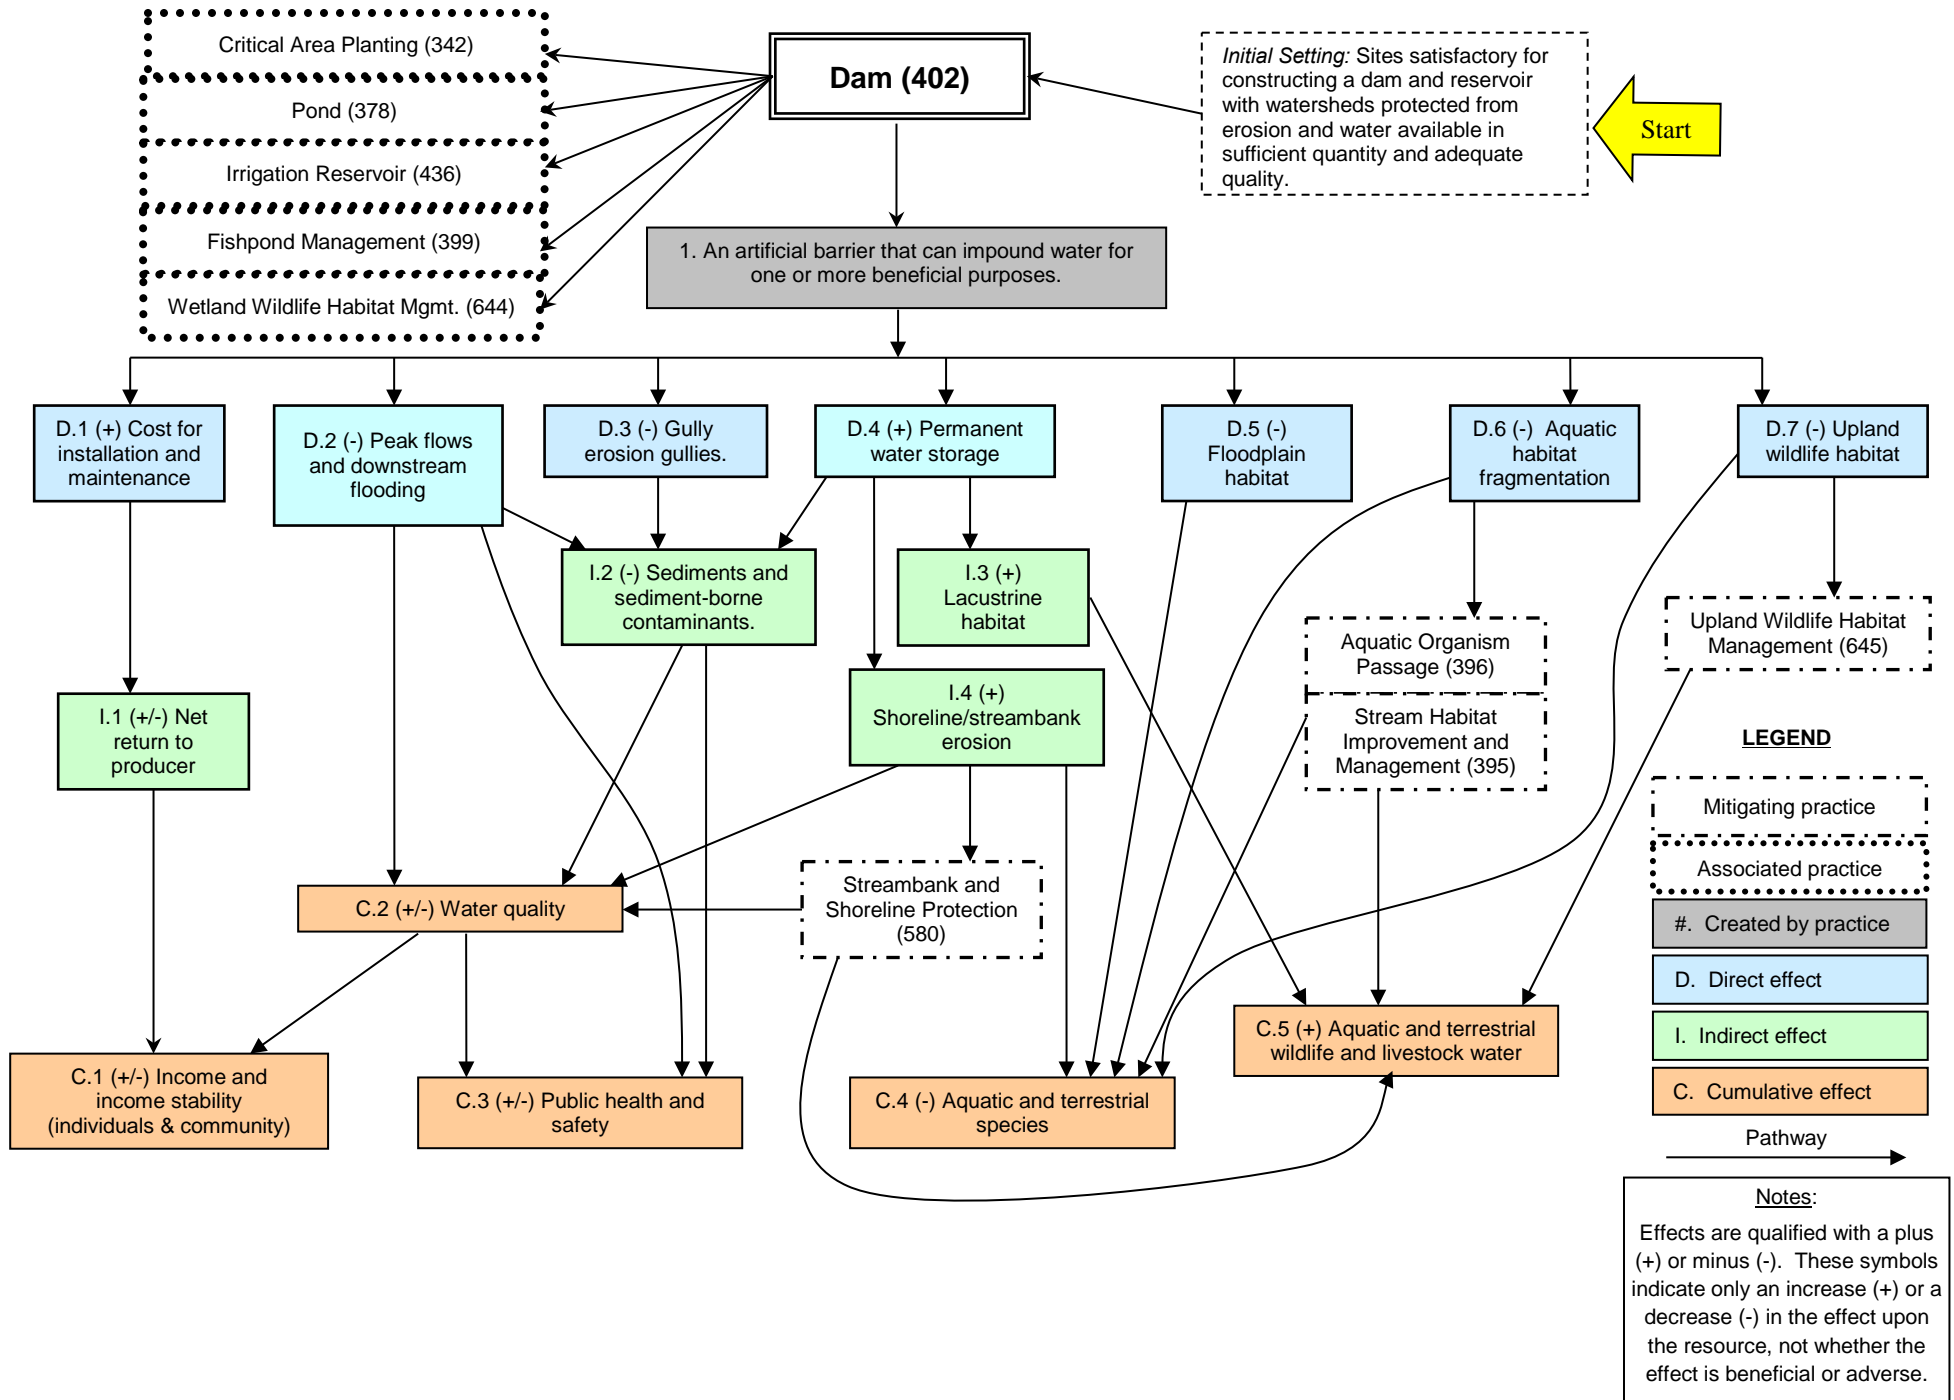 Critical Area Planting (342)
Pond (378)
Irrigation Reservoir (436)
Fishpond Management (399)
Wetland Wildlife Habitat Mgmt. (644)
Dam (402)
Initial Setting: Sites satisfactory for
constructing a dam and reservoir
with watersheds protected from
erosion and water available in
sufficient quantity and adequate
quality.
Start
1. An artificial barrier that can impound water for
one or more beneficial purposes.
D.1 (+) Cost for
installation and
maintenance
D.2 (-) Peak flows
and downstream
flooding
D.3 (-) Gully
erosion gullies.
D.4 (+) Permanent
water storage
D.5 (-)
Floodplain
habitat
D.6 (-) Aquatic
habitat
fragmentation
D.7 (-) Upland
wildlife habitat
I.2 (-) Sediments and
sediment-borne
contaminants.
I.3 (+)
Lacustrine
habitat
Aquatic Organism
Passage (396)
Upland Wildlife Habitat
Management (645)
I.1 (+/-) Net
return to
producer
I.4 (+)
Shoreline/streambank
erosion
Stream Habitat
Improvement and
Management (395)
C.2 (+/-) Water quality
Streambank and
Shoreline Protection
(580)
C.1 (+/-) Income and
income stability
(individuals & community)
C.3 (+/-) Public health and
safety
C.4 (-) Aquatic and terrestrial
species
C.5 (+) Aquatic and terrestrial
wildlife and livestock water
LEGEND
Mitigating practice
Associated practice
#. Created by practice
D. Direct effect
I. Indirect effect
C. Cumulative effect
Pathway
Notes:
Effects are qualified with a plus
(+) or minus (-). These symbols
indicate only an increase (+) or a
decrease (-) in the effect upon
the resource, not whether the
effect is beneficial or adverse.